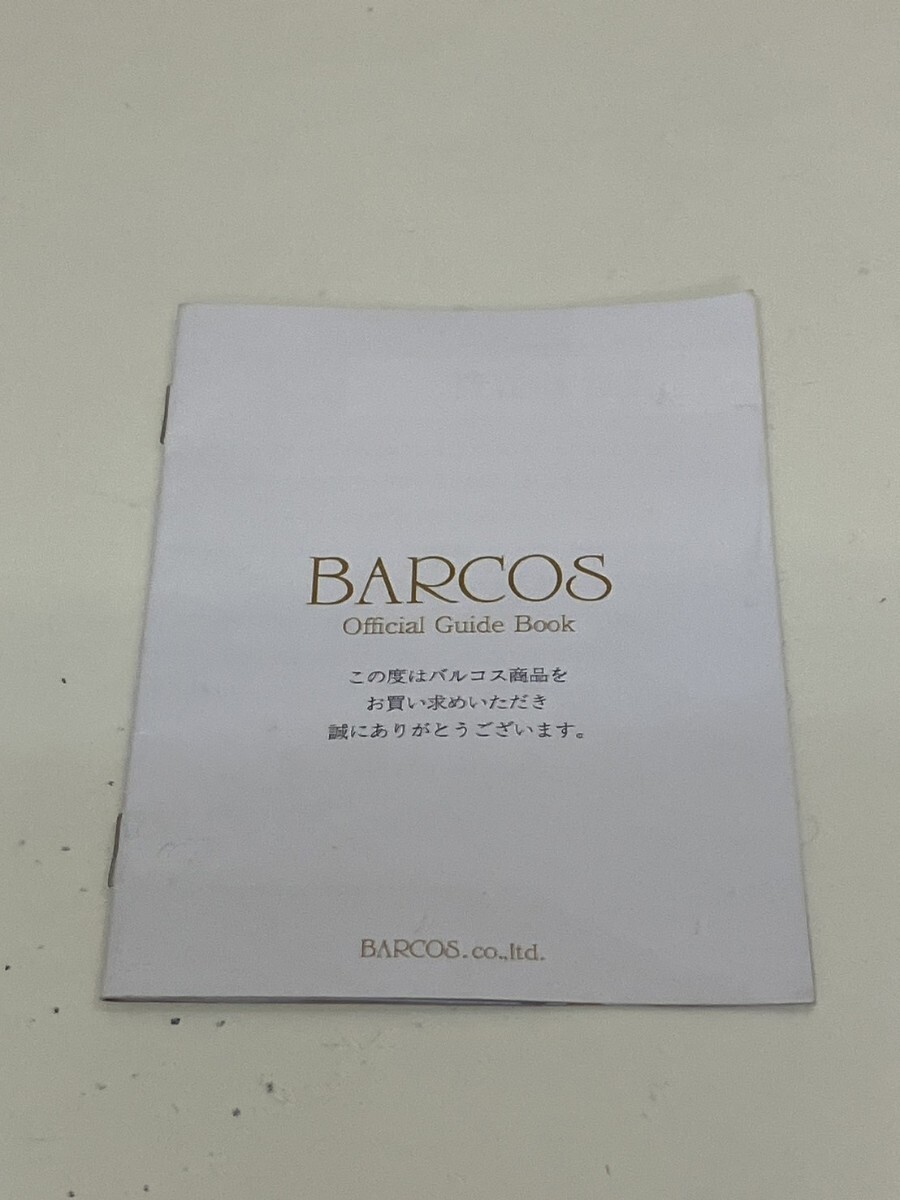 BARCOS
Official Guide Book
この度はバルコス商品を
お買い求めいただき
誠にありがとうございます。
BARCOS.co.,ltd.